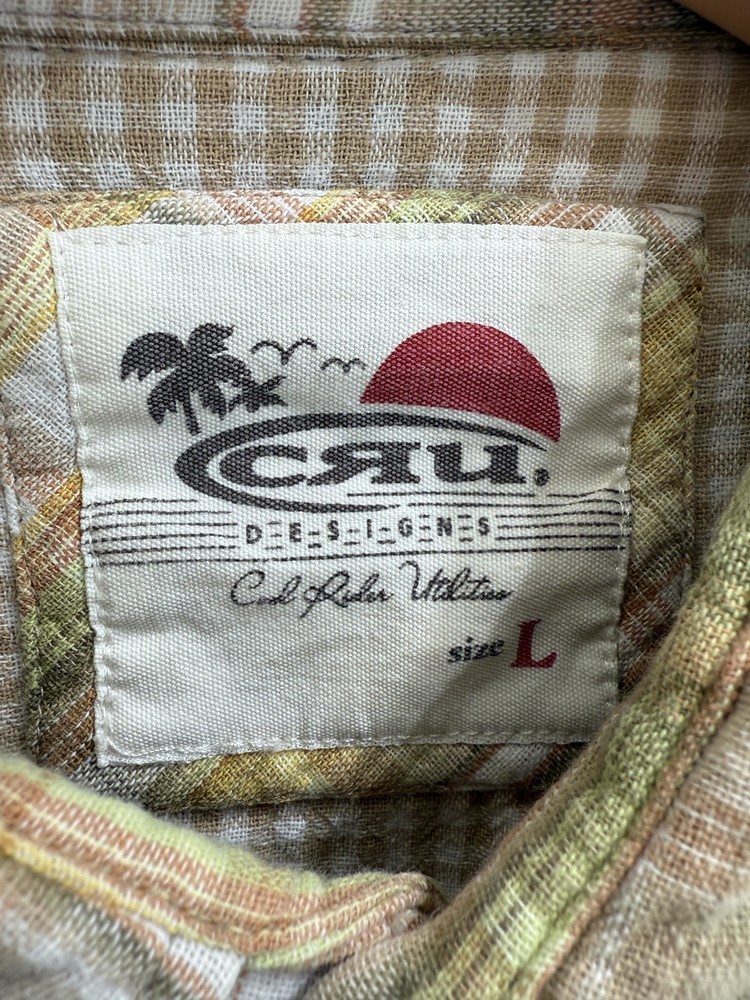 CRU®
DESIGNS
Cool Rider Utilities
size L